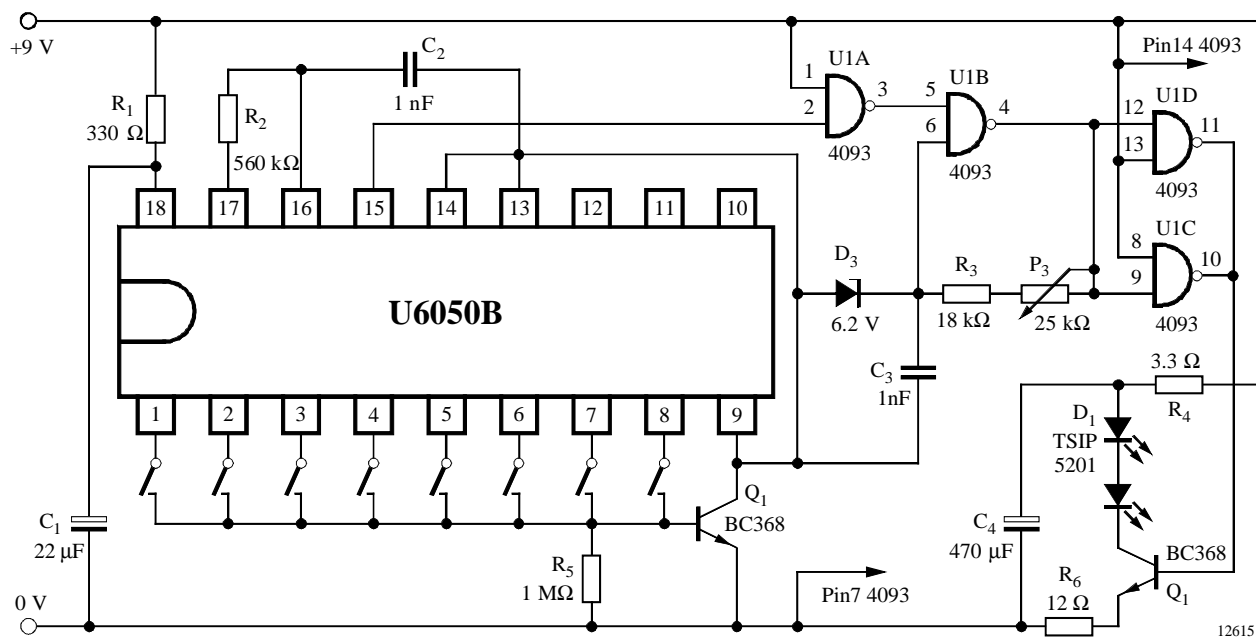 +9 V
R1
330 Ω
R2
560 kΩ
C2
1 nF
U1A
1
2
3
4093
U1B
5
6
4
4093
Pin14 4093
U1D
12
13
11
4093
U1C
8
9
10
4093
18
17
16
15
14
13
12
11
10
U6050B
1
2
3
4
5
6
7
8
9
D3
6.2 V
R3
18 kΩ
P3
25 kΩ
C3
1nF
3.3 Ω
R4
D1
TSIP
5201
C4
470 µF
Q1
BC368
C1
22 µF
R5
1 MΩ
Pin7 4093
BC368
Q1
R6
12 Ω
0 V
12615